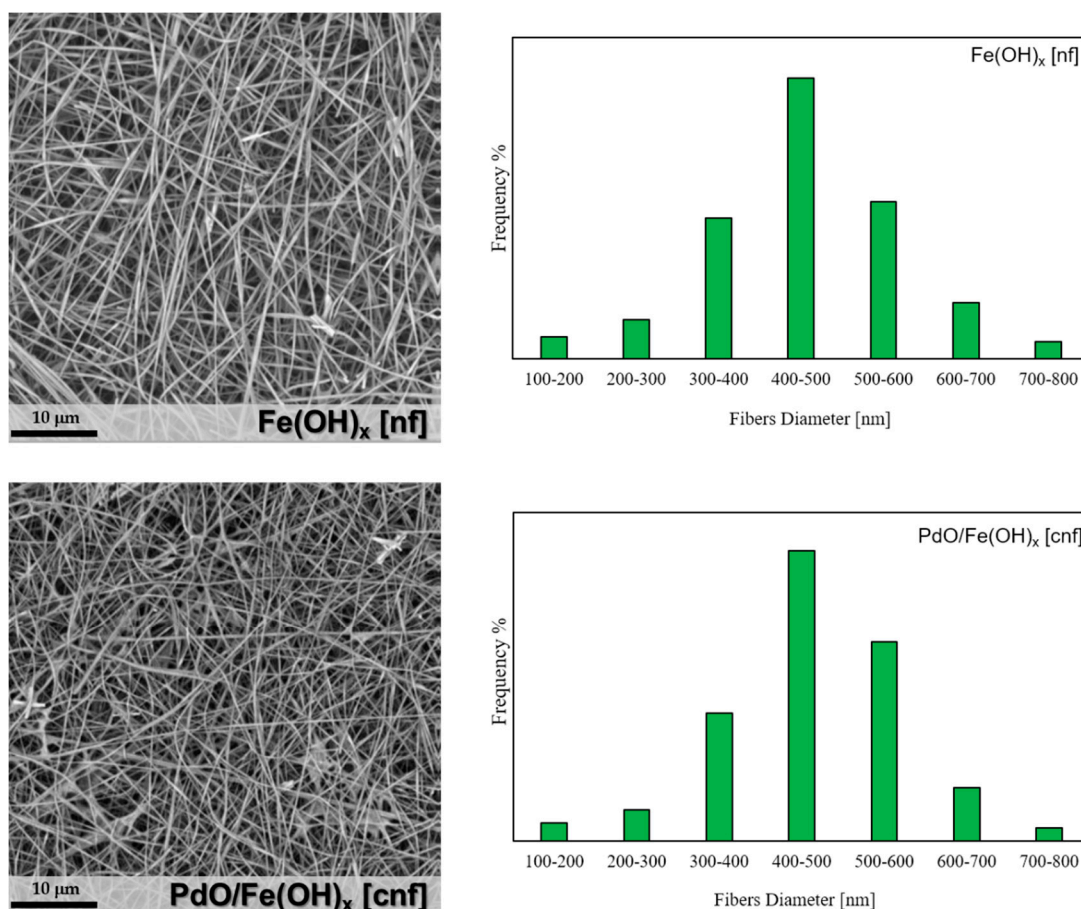 10 µm
Fe(OH)ₓ [nf]
Fe(OH)ₓ [nf]
Frequency %
100-200 200-300 300-400 400-500 500-600 600-700 700-800
Fibers Diameter [nm]
10 µm
PdO/Fe(OH)ₓ [cnf]
PdO/Fe(OH)ₓ [cnf]
Frequency %
100-200 200-300 300-400 400-500 500-600 600-700 700-800
Fibers Diameter [nm]